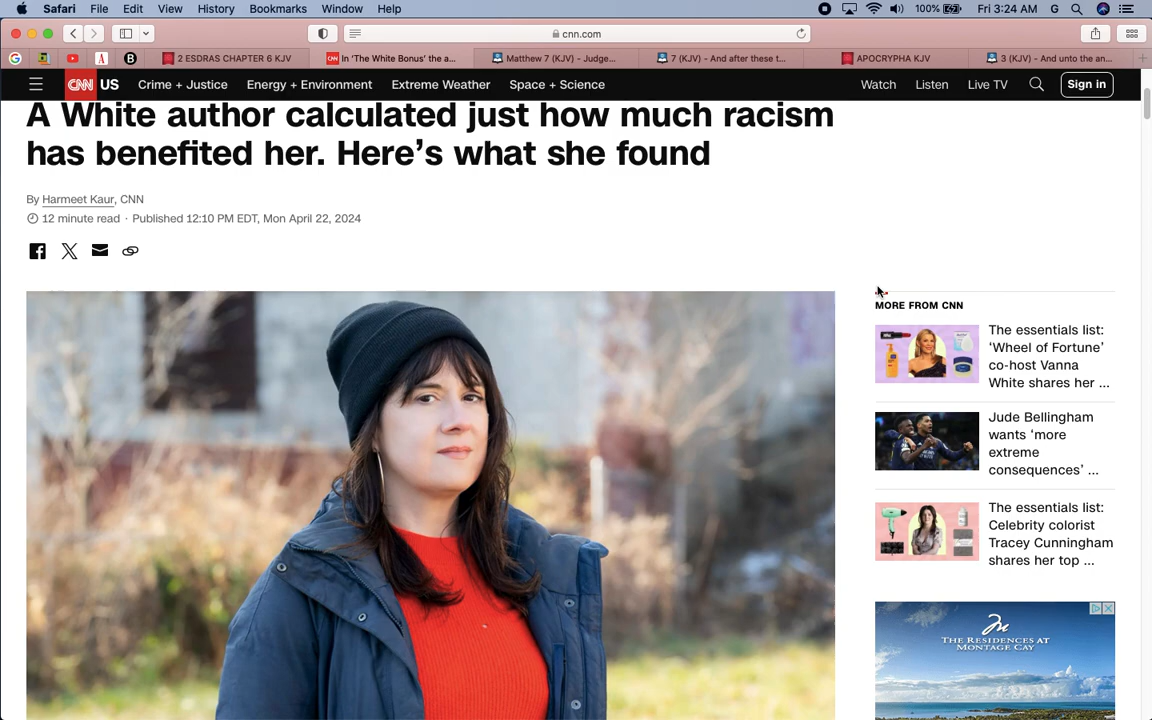 Safari File Edit View History Bookmarks Window Help 100% Fri 3:24 AM G
cnn.com
2 ESDRAS CHAPTER 6 KJV
In 'The White Bonus' the a...
Matthew 7 (KJV) - Judge...
7 (KJV) - And after these t...
APOCRYPHA KJV
3 (KJV) - And unto the an...
CNN US Crime + Justice Energy + Environment Extreme Weather Space + Science Watch Listen Live TV Sign in
A White author calculated just how much racism
has benefited her. Here’s what she found
By Harmeet Kaur, CNN
12 minute read · Published 12:10 PM EDT, Mon April 22, 2024
MORE FROM CNN
The essentials list:
‘Wheel of Fortune’
co-host Vanna
White shares her ...
Jude Bellingham
wants ‘more
extreme
consequences’ ...
The essentials list:
Celebrity colorist
Tracey Cunningham
shares her top ...
THE RESIDENCES AT
MONTAGE CAY